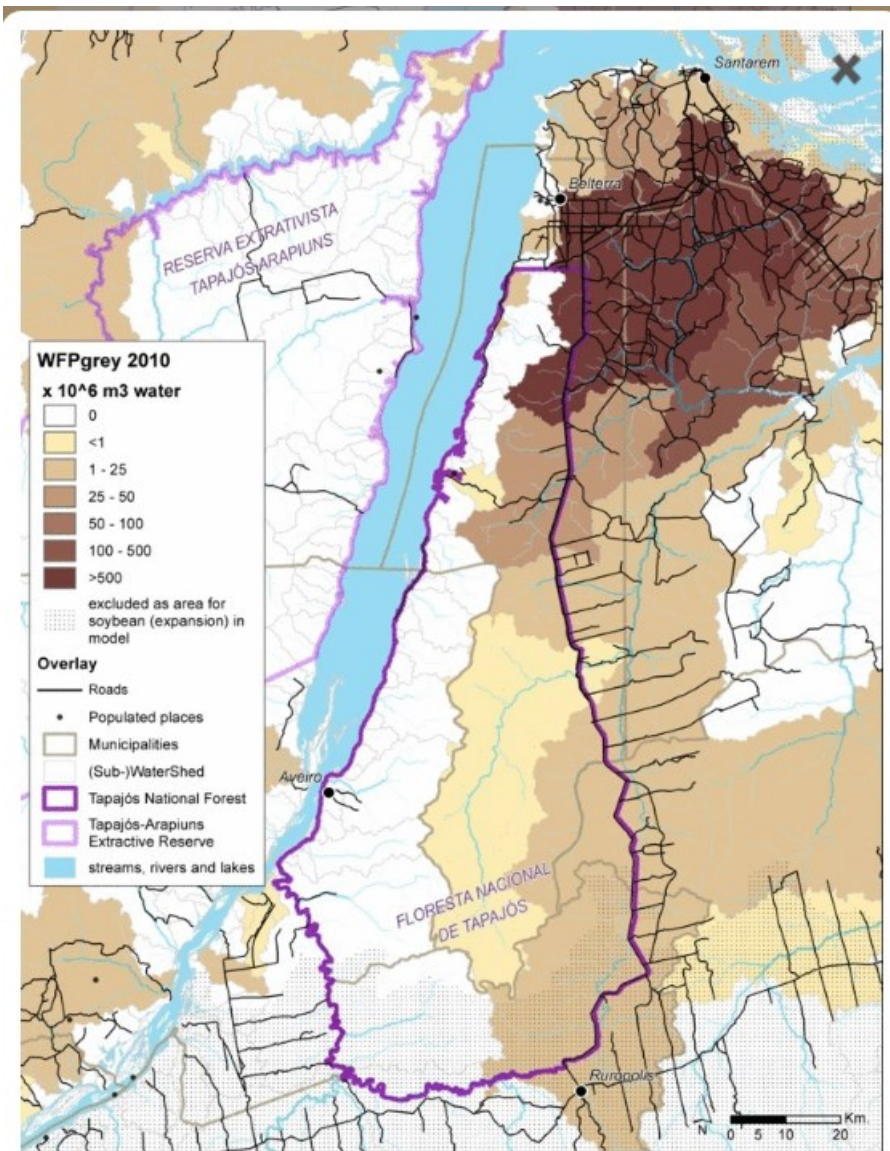 Santarem
Belterra
RESERVA EXTRATIVISTA
TAPAJÓS ARAPIUNS
WFPgrey 2010
x 10^6 m3 water
0
<1
1 - 25
25 - 50
50 - 100
100 - 500
>500
excluded as area for
soybean (expansion) in
model
Overlay
Roads
Populated places
Municipalities
(Sub-)WaterShed
Tapajós National Forest
Tapajós-Arapiuns
Extractive Reserve
streams, rivers and lakes
Aveiro
FLORESTA NACIONAL
DE TAPAJÓS
Ruropolis
N
Km.
0 5 10 20